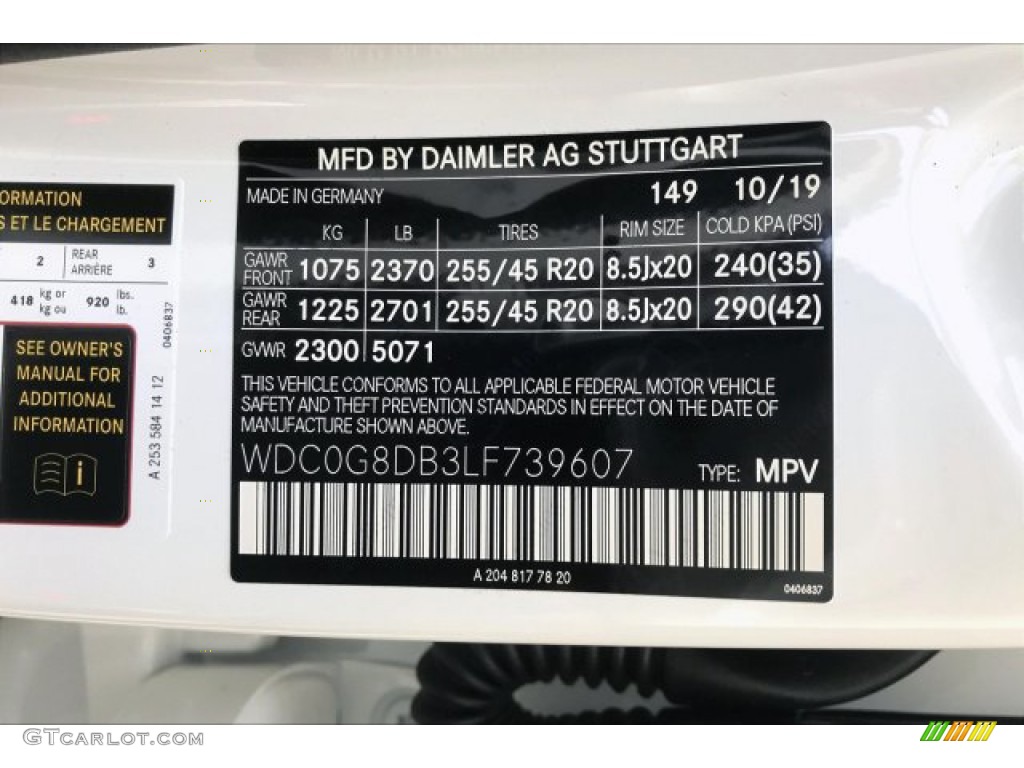 ORMATION
S ET LE CHARGEMENT
2 REAR ARRIÈRE 3
418 kg or kg ou 920 lbs. lb.
SEE OWNER'S
MANUAL FOR
ADDITIONAL
INFORMATION
i
A 253 584 14 12
0406837
MFD BY DAIMLER AG STUTTGART
MADE IN GERMANY 149 10/19
KG LB TIRES RIM SIZE COLD KPA(PSI)
GAWR FRONT 1075 2370 255/45 R20 8.5Jx20 240(35)
GAWR REAR 1225 2701 255/45 R20 8.5Jx20 290(42)
GVWR 2300 5071
THIS VEHICLE CONFORMS TO ALL APPLICABLE FEDERAL MOTOR VEHICLE
SAFETY AND THEFT PREVENTION STANDARDS IN EFFECT ON THE DATE OF
MANUFACTURE SHOWN ABOVE.
WDC0G8DB3LF739607 TYPE: MPV
A 204 817 78 20
0406837
GTCarlot.com